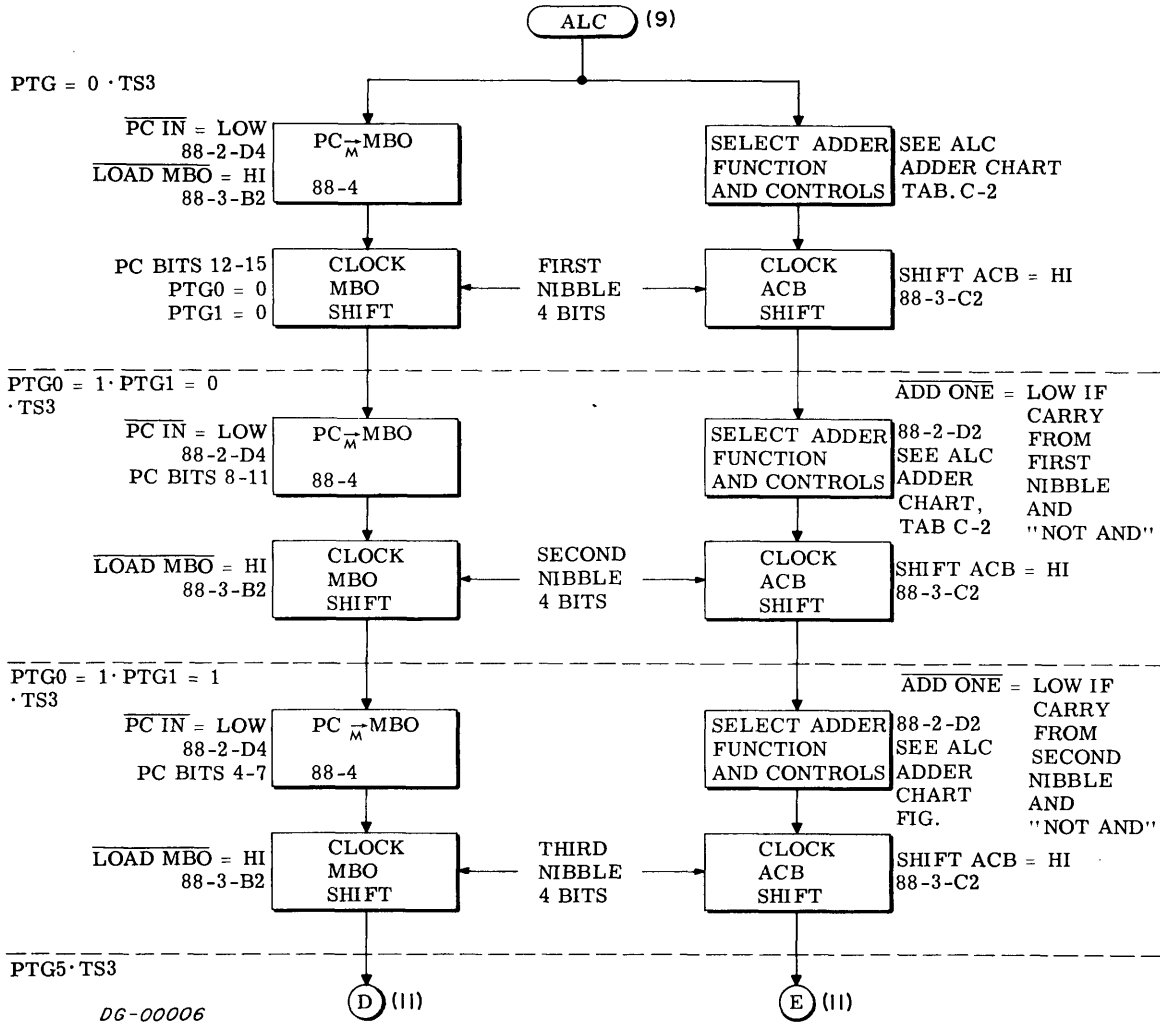 ALC (9)
PTG = 0 · TS3
PC IN = LOW
88-2-D4
LOAD MBO = HI
88-3-B2
PC → MBO
M
88-4
SELECT ADDER
FUNCTION
AND CONTROLS
SEE ALC
ADDER CHART
TAB. C-2
PC BITS 12-15
PTG0 = 0
PTG1 = 0
CLOCK
MBO
SHIFT
FIRST
NIBBLE
4 BITS
CLOCK
ACB
SHIFT
SHIFT ACB = HI
88-3-C2
PTG0 = 1 · PTG1 = 0
· TS3
PC IN = LOW
88-2-D4
PC BITS 8-11
PC → MBO
M
88-4
SELECT ADDER
FUNCTION
AND CONTROLS
ADD ONE = LOW IF
CARRY
FROM
FIRST
NIBBLE
AND
"NOT AND"
88-2-D2
SEE ALC
ADDER
CHART,
TAB C-2
LOAD MBO = HI
88-3-B2
CLOCK
MBO
SHIFT
SECOND
NIBBLE
4 BITS
CLOCK
ACB
SHIFT
SHIFT ACB = HI
88-3-C2
PTG0 = 1 · PTG1 = 1
· TS3
PC IN = LOW
88-2-D4
PC BITS 4-7
PC → MBO
M
88-4
SELECT ADDER
FUNCTION
AND CONTROLS
ADD ONE = LOW IF
CARRY
FROM
SECOND
NIBBLE
AND
"NOT AND"
88-2-D2
SEE ALC
ADDER
CHART
FIG.
LOAD MBO = HI
88-3-B2
CLOCK
MBO
SHIFT
THIRD
NIBBLE
4 BITS
CLOCK
ACB
SHIFT
SHIFT ACB = HI
88-3-C2
PTG5 · TS3
D (11)
E (11)
DG-00006